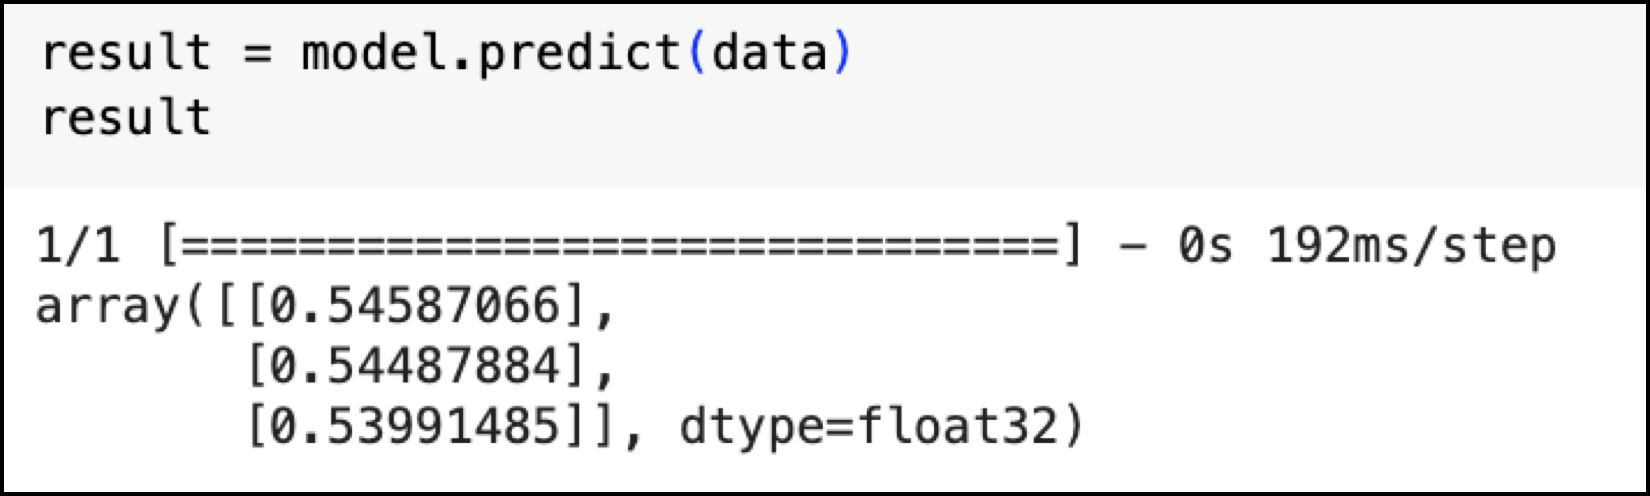 result = model.predict(data)
result
1/1 [==============================] - 0s 192ms/step
array([[0.54587066],
       [0.54487884],
       [0.53991485]], dtype=float32)